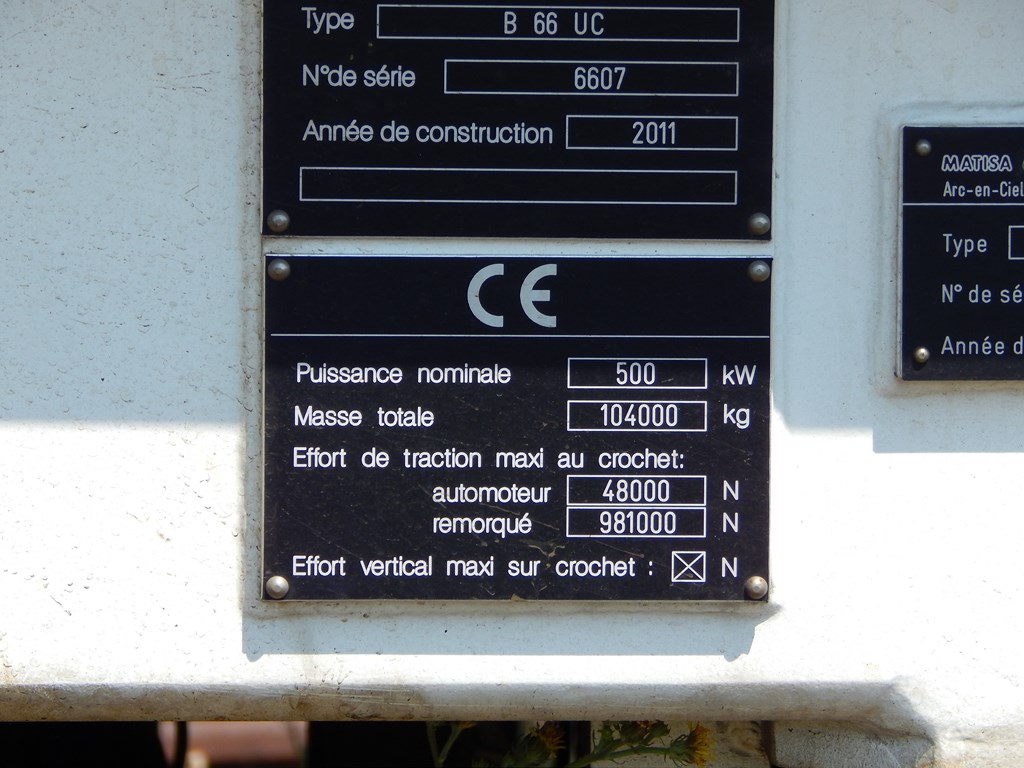 Type B 66 UC
N°de série 6607
Année de construction 2011
CE
Puissance nominale 500 kW
Masse totale 104000 kg
Effort de traction maxi au crochet:
automoteur 48000 N
remorqué 981000 N
Effort vertical maxi sur crochet : N
MATISA
Arc-en-Ciel
Type
N° de sé
Année d